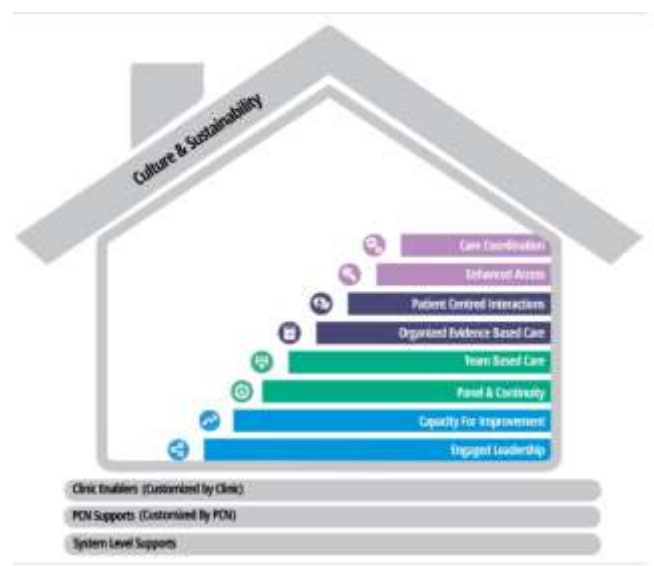 Culture & Sustainability
Care Coordination
Enhanced Access
Patient Centred Interactions
Organized Evidence Based Care
Team Based Care
Panel & Continuity
Capacity For Improvement
Engaged Leadership
Clinic Enablers (Customized by Clinic)
PCN Supports (Customized By PCN)
System Level Supports